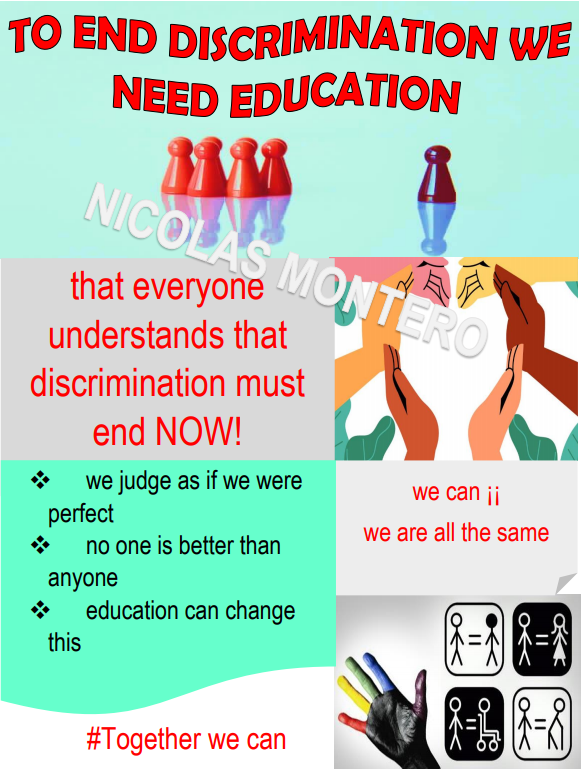 TO END DISCRIMINATION WE
NEED EDUCATION
NICOLAS MONTERO
that everyone
understands that
discrimination must
end NOW!
❖ we judge as if we were
perfect
❖ no one is better than
anyone
❖ education can change
this
we can ¡¡
we are all the same
#Together we can